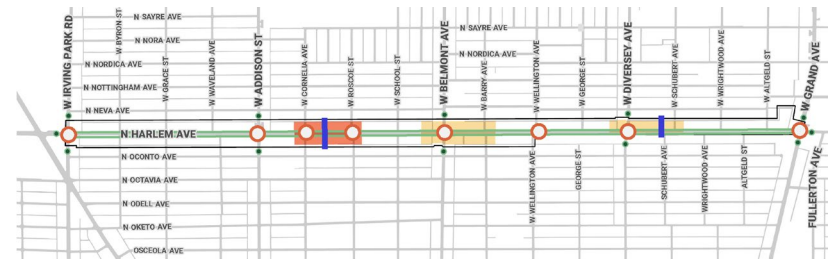 W IRVING PARK RD
N SAYRE AVE
W BYRON ST
N NORA AVE
N NORDICA AVE
N NOTTINGHAM AVE
N NEVA AVE
W GRACE ST
W WAVELAND AVE
W ADDISON ST
W CORNELIA AVE
W ROSCOE ST
W SCHOOL ST
W BELMONT AVE
N SAYRE AVE
N NORDICA AVE
W BARRY AVE
W WELLINGTON AVE
W GEORGE ST
W DIVERSEY AVE
W SCHUBERT AVE
W WRIGHTWOOD AVE
W ALTGELD ST
W GRAND AVE
N HARLEM AVE
N OCONTO AVE
N OCTAVIA AVE
N ODELL AVE
N OKETO AVE
OSCEOLA AVE
W WELLINGTON AVE
GEORGE ST
SCHUBERT AVE
WRIGHTWOOD AVE
ALTGELD ST
FULLERTON AVE